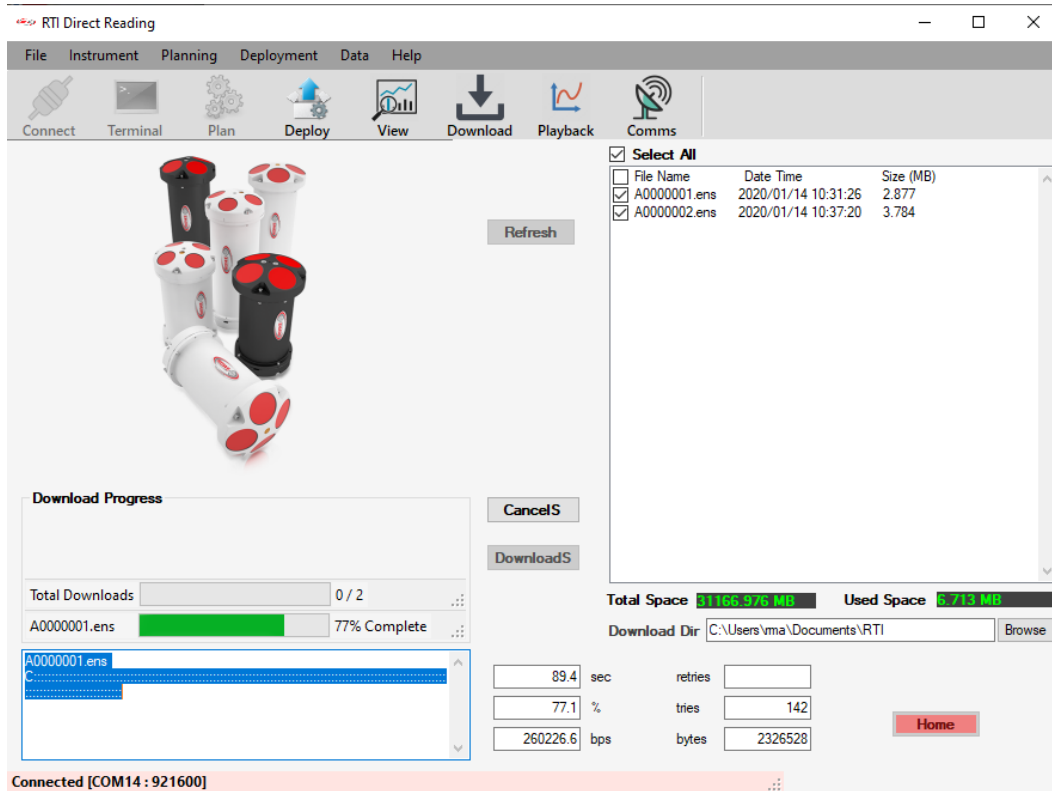 RTI Direct Reading
File Instrument Planning Deployment Data Help
Connect Terminal Plan Deploy View Download Playback Comms
Select All
File Name Date Time Size (MB)
A0000001.ens 2020/01/14 10:31:26 2.877
A0000002.ens 2020/01/14 10:37:20 3.784
Refresh
Download Progress
CancelS
DownloadS
Total Downloads 0 / 2
A0000001.ens 77% Complete
Total Space 31166.976 MB Used Space 6.713 MB
Download Dir C:\Users\rma\Documents\RTI Browse
A0000001.ens
C
89.4 sec retries
77.1 % tries 142
260226.6 bps bytes 2326528
Home
Connected [COM14 : 921600]